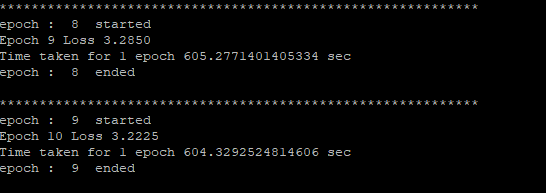 ************************************************************
epoch :  8  started
Epoch 9 Loss 3.2850
Time taken for 1 epoch 605.2771401405334 sec
epoch :  8  ended
************************************************************
epoch :  9  started
Epoch 10 Loss 3.2225
Time taken for 1 epoch 604.3292524814606 sec
epoch :  9  ended